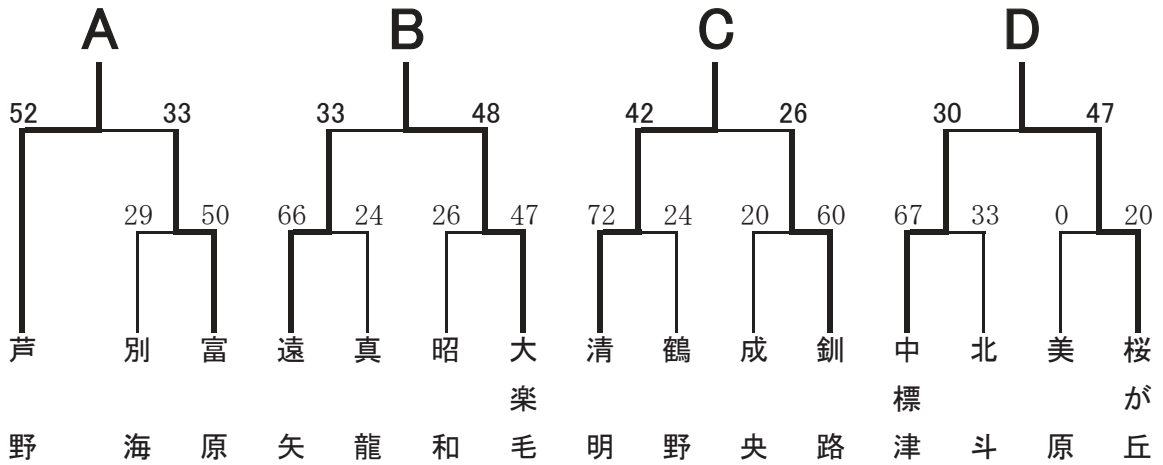 A B C D
52 33 33 48 42 26 30 47
29 50 66 24 26 47 72 24 20 60 67 33 0 20
芦野 別海 富原 遠矢 真龍 昭和 大楽毛 清明 鶴野 成央 釧路 中標津 北斗 美原 桜が丘